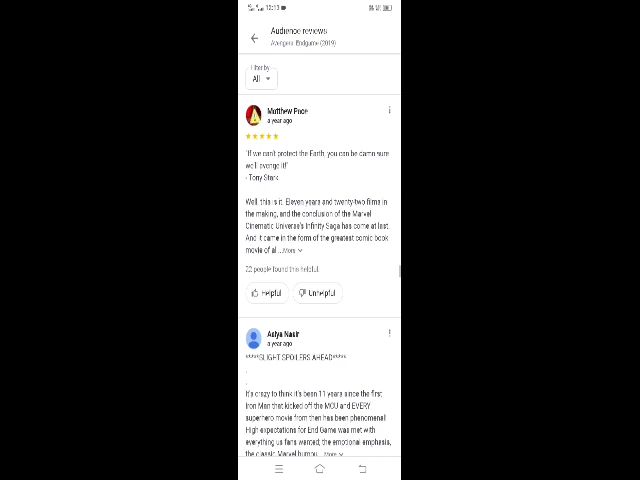 12:13
Audience reviews
Avengers: Endgame (2019)
Filter by
All
Matthew Price
a year ago
"If we can't protect the Earth, you can be damn sure
we'll avenge it!"
- Tony Stark
Well, this is it. Eleven years and twenty-two films in
the making, and the conclusion of the Marvel
Cinematic Universe's Infinity Saga has come at last.
And it came in the form of the greatest comic book
movie of al ...More
22 people found this helpful.
Helpful
Unhelpful
Asiya Nasir
a year ago
*****SLIGHT SPOILERS AHEAD*****
.
.
It's crazy to think it's been 11 years since the first
Iron Man that kicked off the MCU and EVERY
superhero movie from then has been phenomenal!
High expectations for End Game was met with
everything us fans wanted; the emotional emphasis,
the classic Marvel humou... More